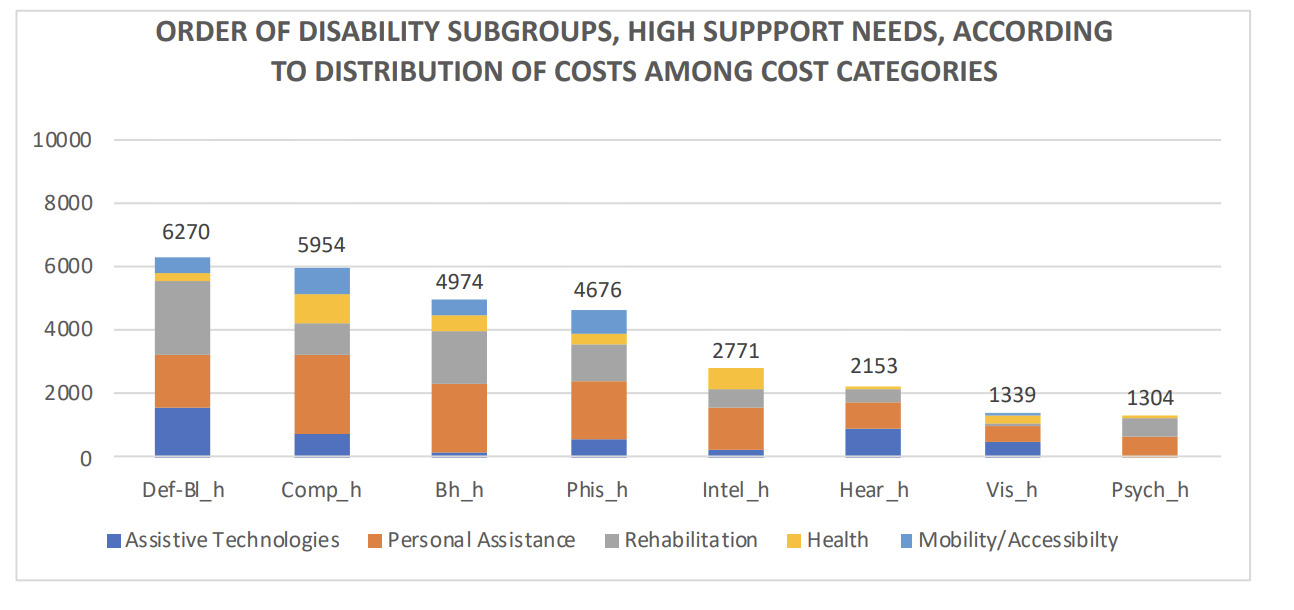 ORDER OF DISABILITY SUBGROUPS, HIGH SUPPPORT NEEDS, ACCORDING
TO DISTRIBUTION OF COSTS AMONG COST CATEGORIES
10000
8000
6000
4000
2000
0
6270
5954
4974
4676
2771
2153
1339
1304
Def-Bl_h
Comp_h
Bh_h
Phis_h
Intel_h
Hear_h
Vis_h
Psych_h
Assistive Technologies
Personal Assistance
Rehabilitation
Health
Mobility/Accessibilty